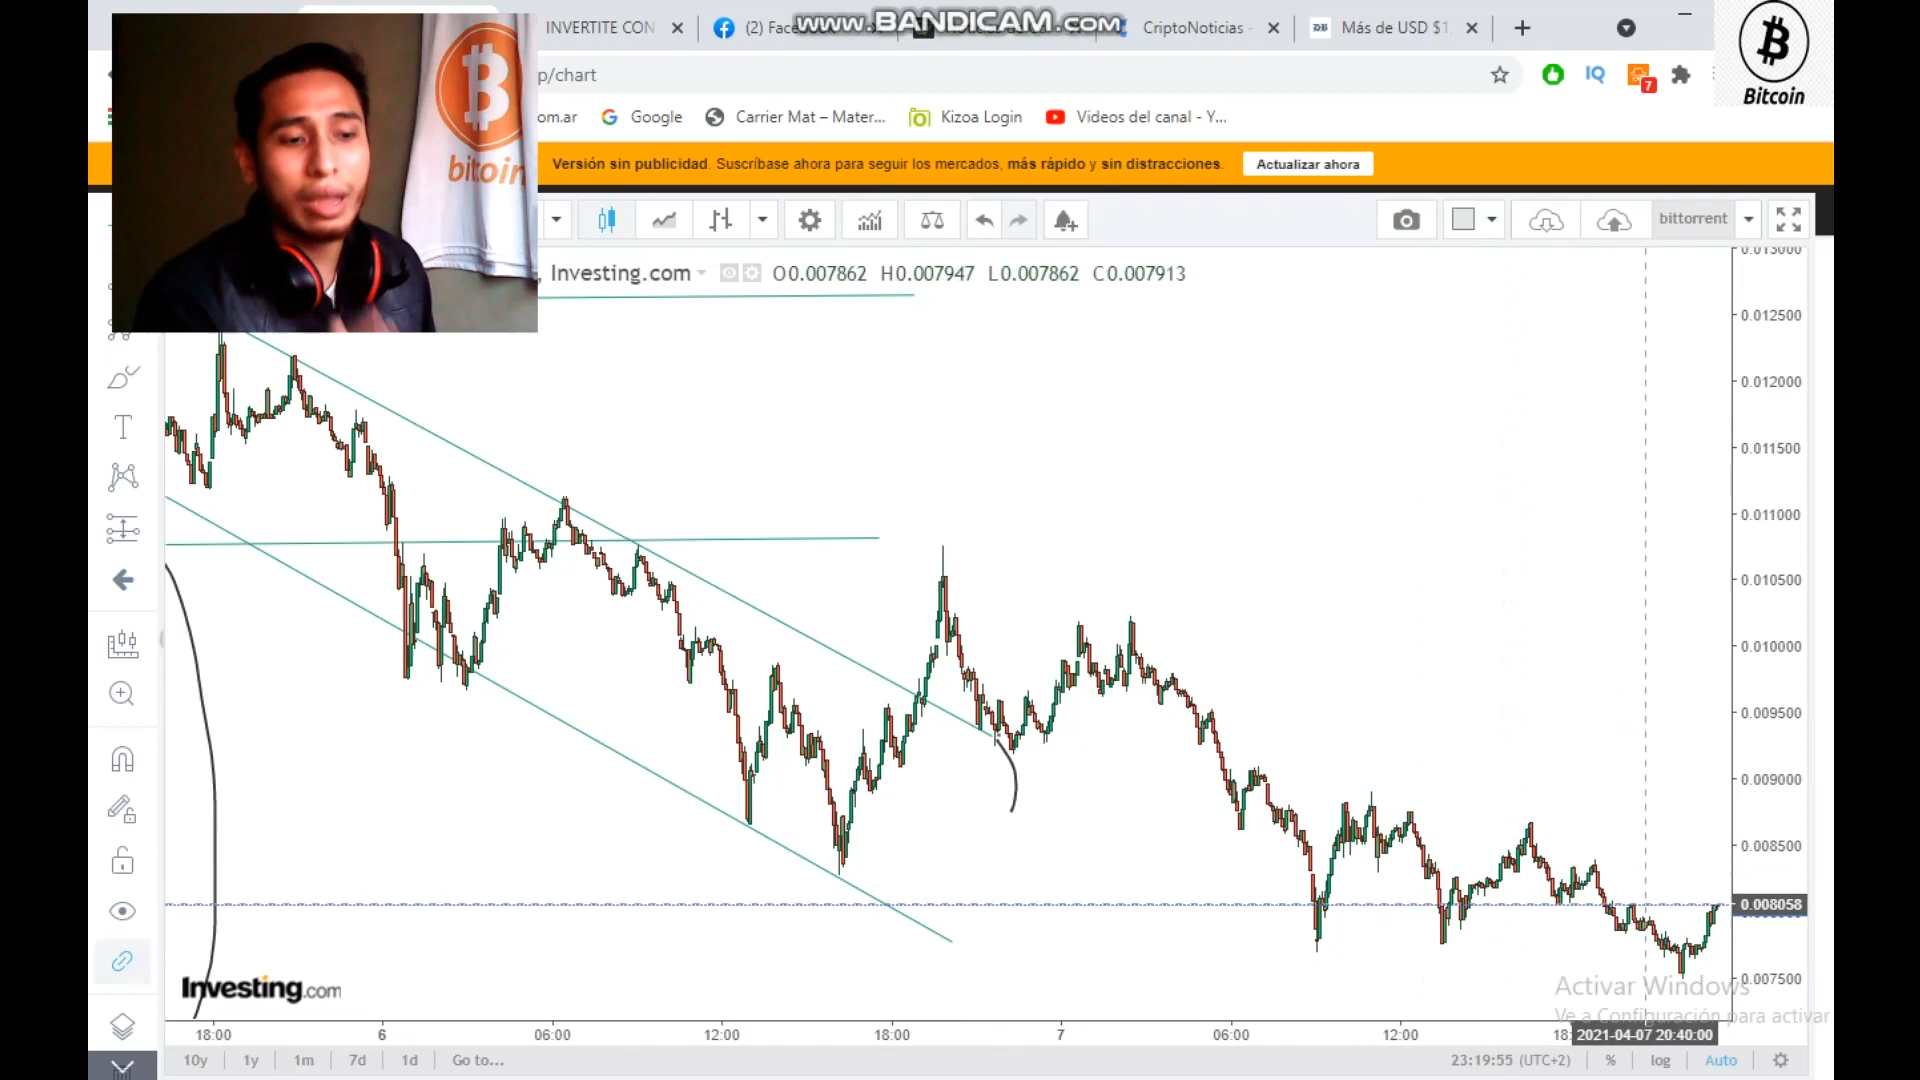 INVERTITE CON
(2) Face
www.BANDICAM.com
CriptoNoticias -
Más de USD $1
p/chart
IQ
7
Bitcoin
om.ar
Google
Carrier Mat – Mater...
Kizoa Login
Videos del canal - Y...
bitcoin
Versión sin publicidad. Suscríbase ahora para seguir los mercados, más rápido y sin distracciones.
Actualizar ahora
bittorrent
, Investing.com
O0.007862 H0.007947 L0.007862 C0.007913
0.013000
0.012500
0.012000
0.011500
0.011000
0.010500
0.010000
0.009500
0.009000
0.008500
0.008058
0.007500
Investing.com
Activar Windows
Ve a Configuración para activar
18:00 6 06:00 12:00 18:00 7 06:00 12:00
2021-04-07 20:40:00
10y 1y 1m 7d 1d Go to...
23:19:55 (UTC+2) % log Auto